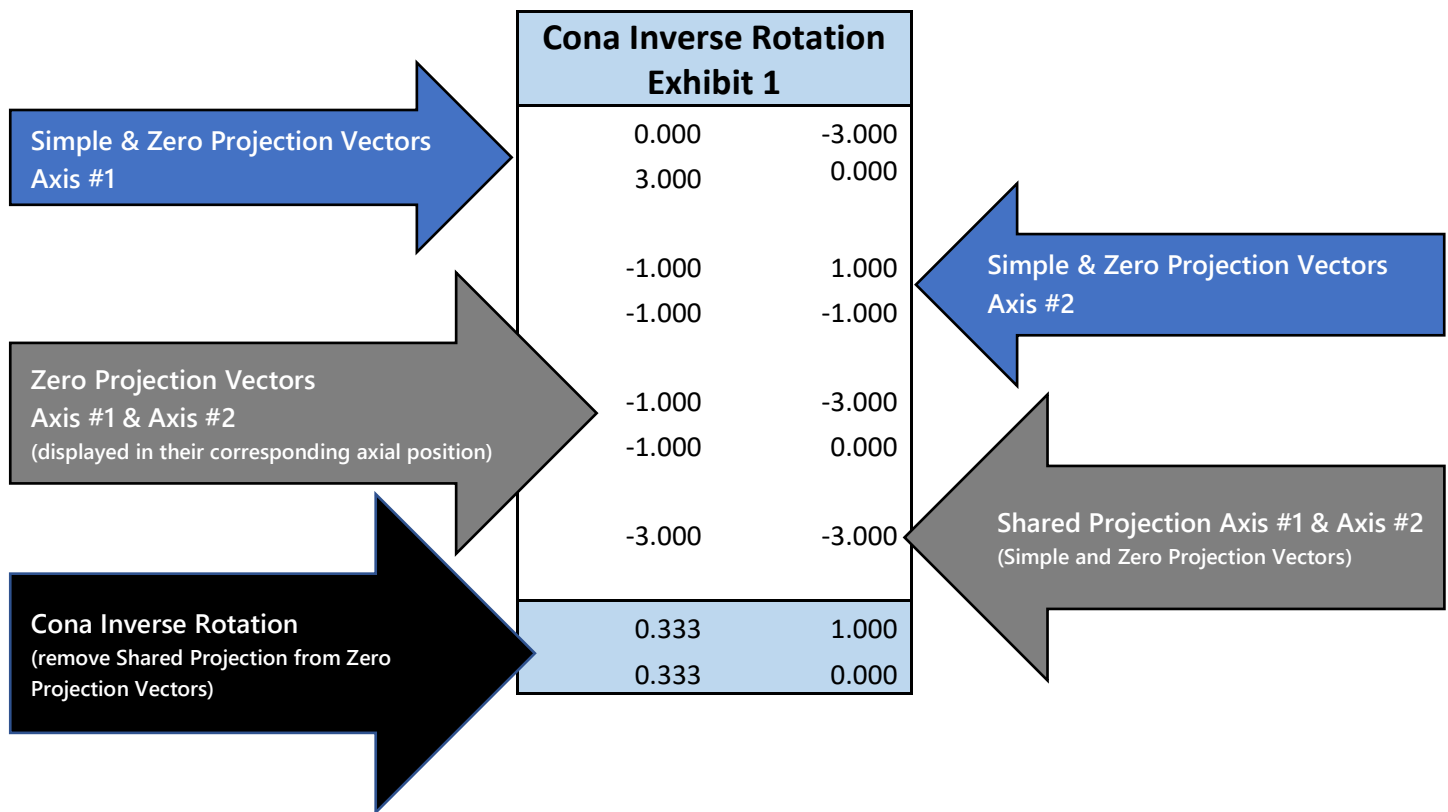 Cona Inverse Rotation
Exhibit 1
Simple & Zero Projection Vectors
Axis #1
0.000 -3.000
3.000 0.000
-1.000 1.000
-1.000 -1.000
Simple & Zero Projection Vectors
Axis #2
Zero Projection Vectors
Axis #1 & Axis #2
(displayed in their corresponding axial position)
-1.000 -3.000
-1.000 0.000
-3.000 -3.000
Shared Projection Axis #1 & Axis #2
(Simple and Zero Projection Vectors)
Cona Inverse Rotation
(remove Shared Projection from Zero
Projection Vectors)
0.333 1.000
0.333 0.000